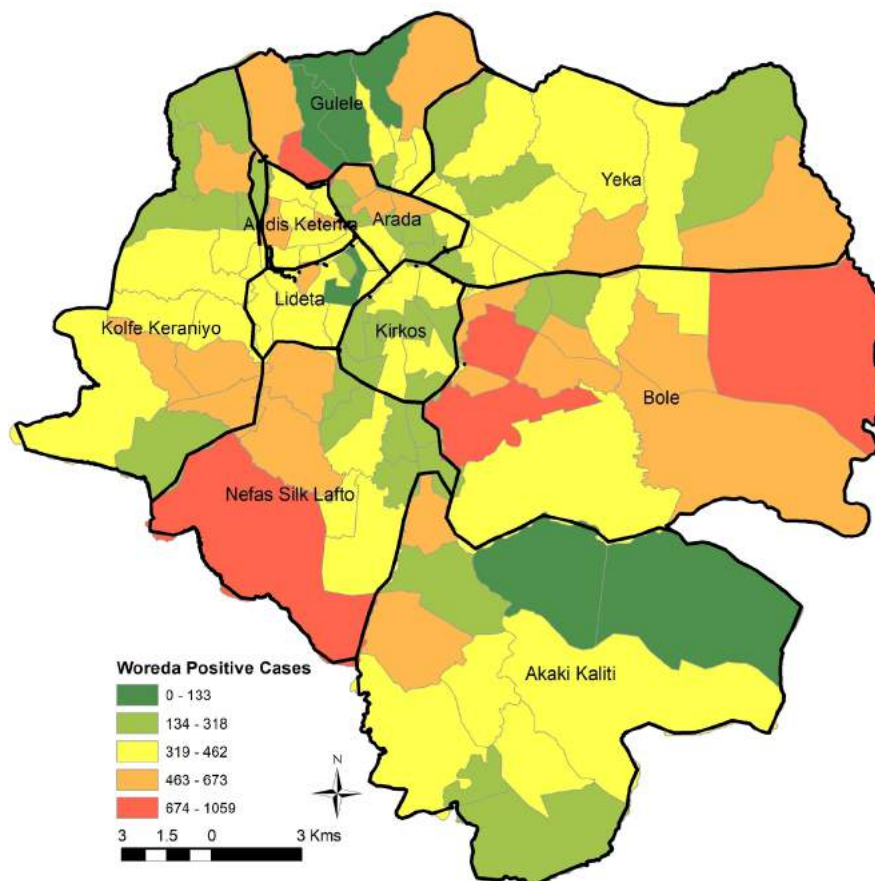 Gulele
Yeka
Addis Ketema
Arada
Lideta
Kolfe Keraniyo
Kirkos
Bole
Nefas Silk Lafto
Akaki Kaliti
Woreda Positive Cases
0 - 133
134 - 318
319 - 462
463 - 673
674 - 1059
N
3 1.5 0 3 Kms